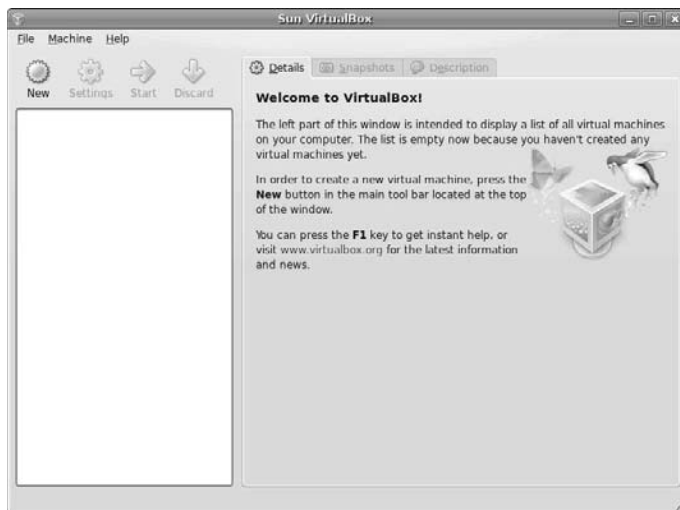 Sun VirtualBox
File Machine Help
New Settings Start Discard
Details Snapshots Description
Welcome to VirtualBox!
The left part of this window is intended to display a list of all virtual machines
on your computer. The list is empty now because you haven't created any
virtual machines yet.
In order to create a new virtual machine, press the
New button in the main tool bar located at the top
of the window.
You can press the F1 key to get instant help, or
visit www.virtualbox.org for the latest information
and news.